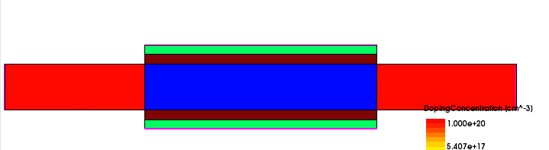 DopingConcentration (cm^-3)
1.000e+20
5.407e+17